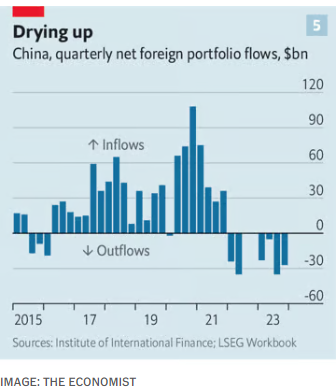 Drying up
5
China, quarterly net foreign portfolio flows, $bn
120
90
↑ Inflows
60
30
0
↓ Outflows
-30
-60
2015 17 19 21 23
Sources: Institute of International Finance; LSEG Workbook
IMAGE: THE ECONOMIST